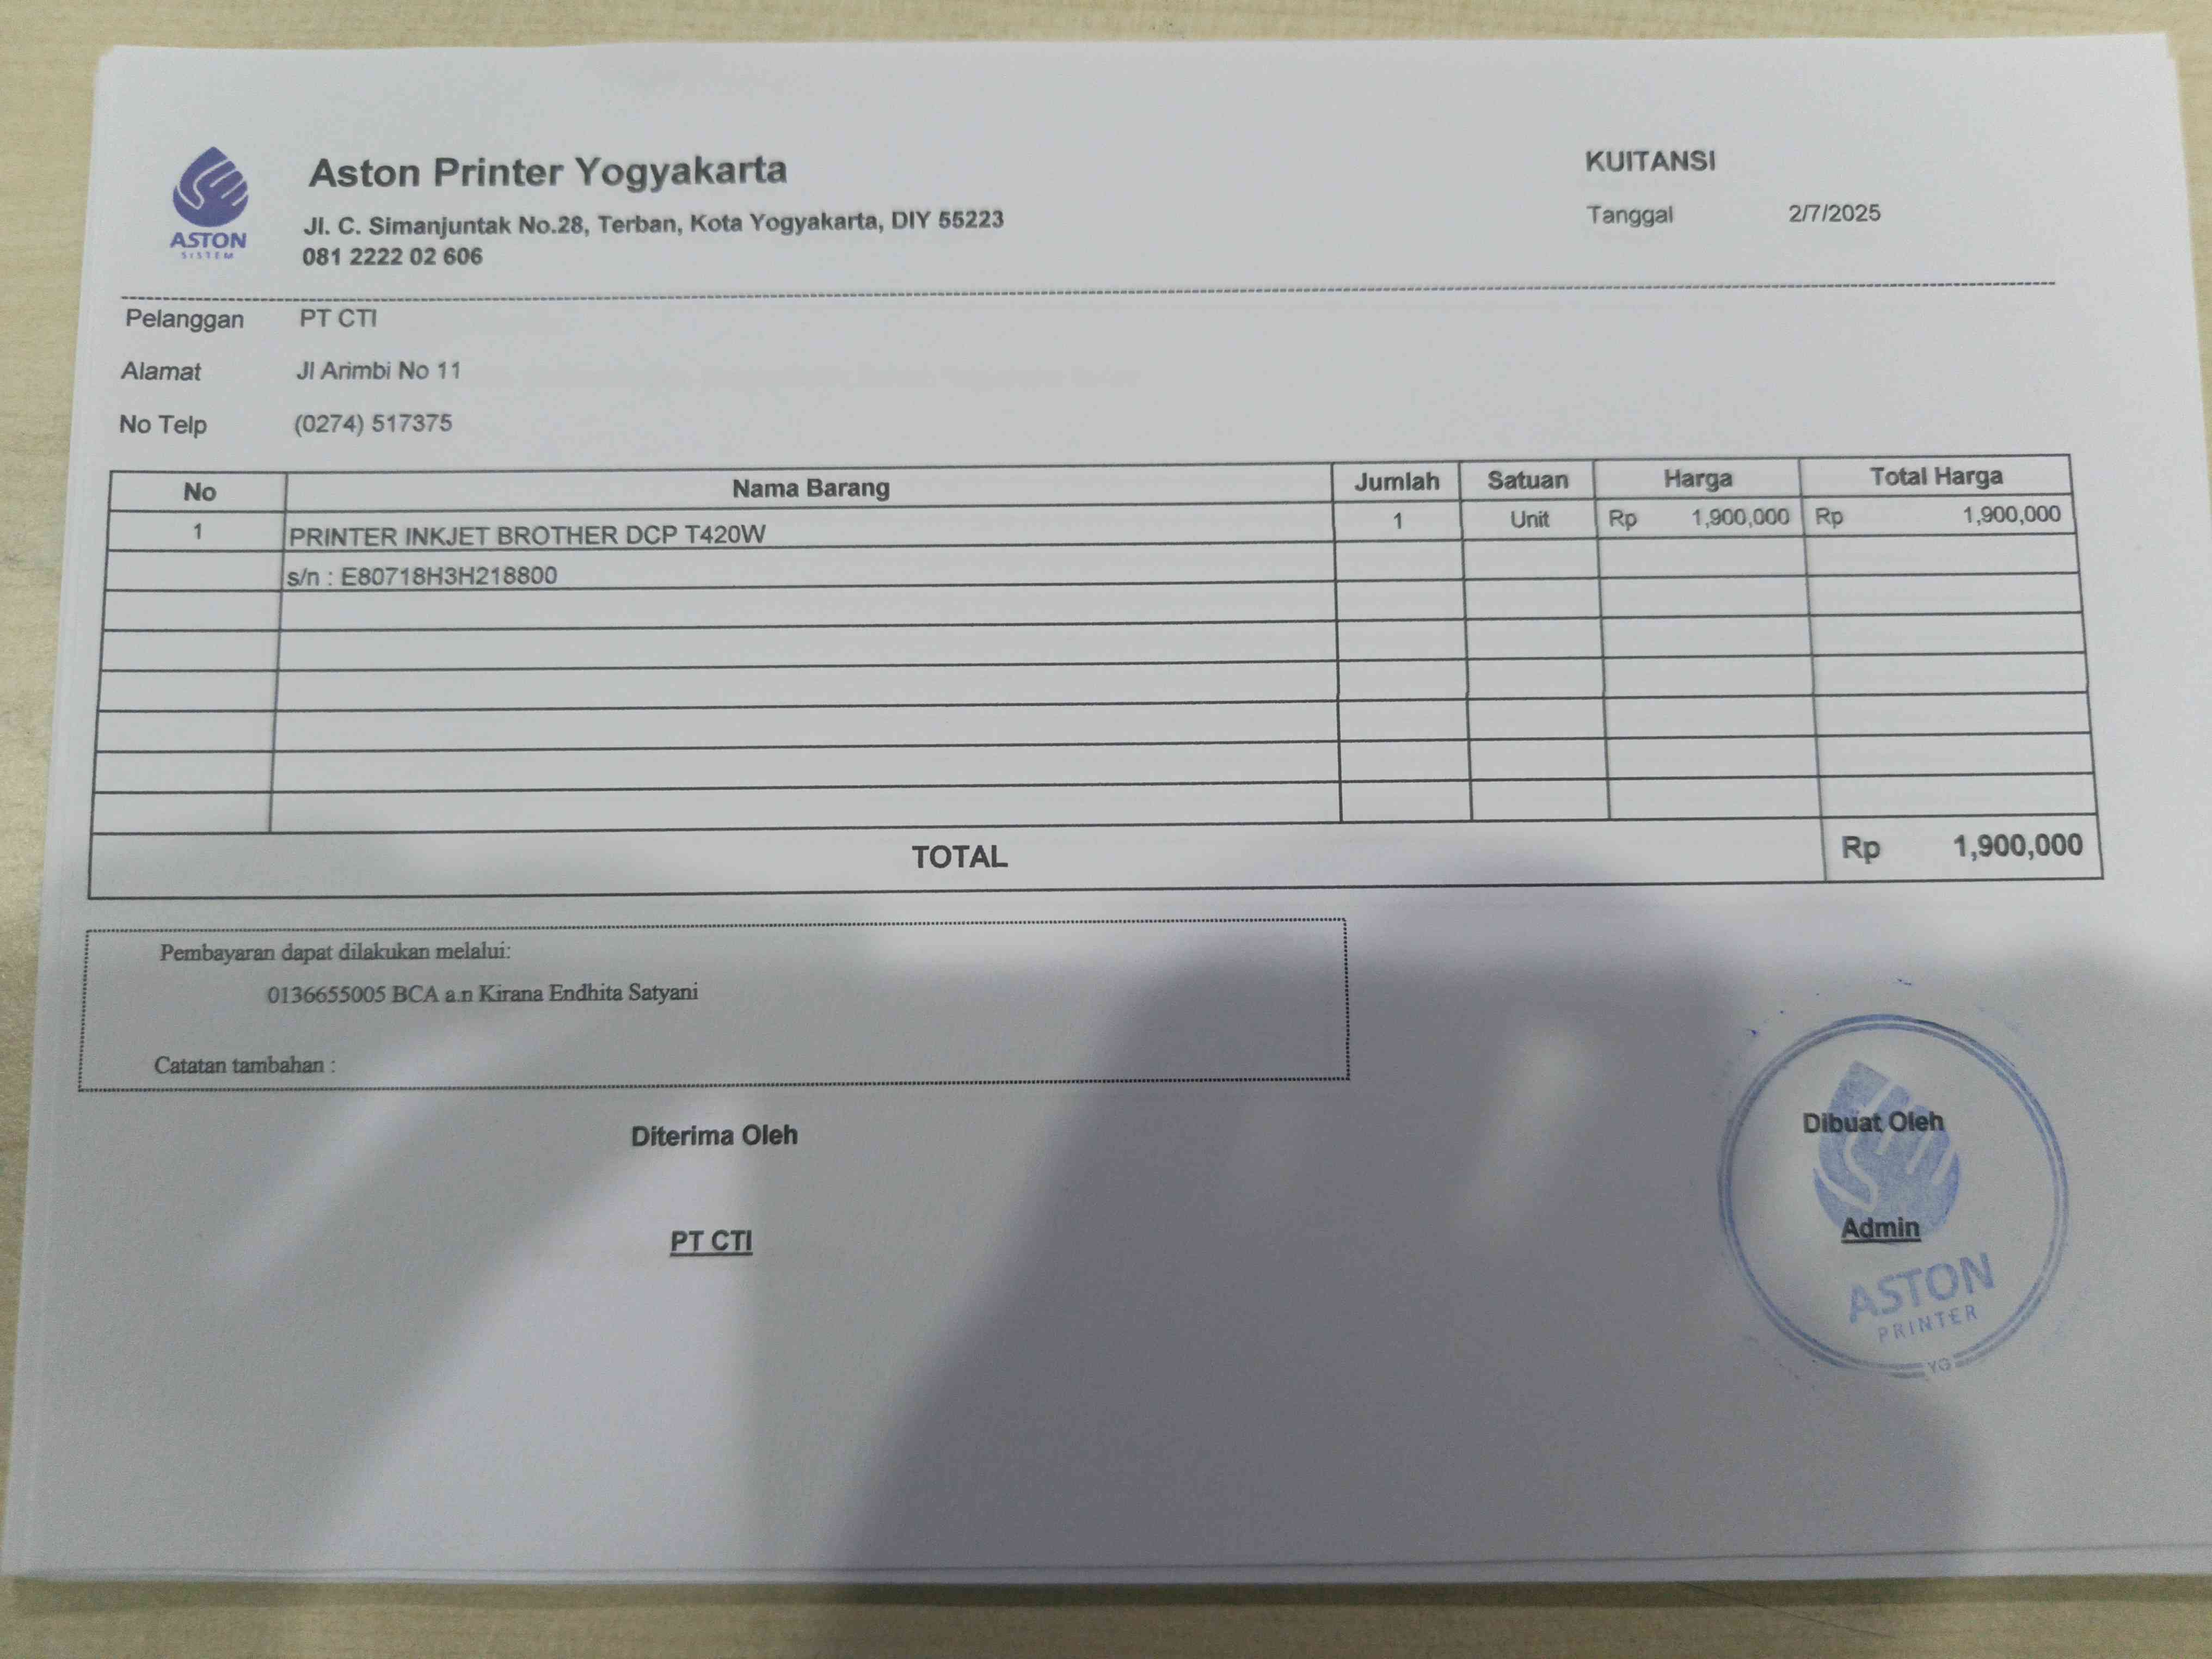 ASTON
SISTEM
Aston Printer Yogyakarta
Jl. C. Simanjuntak No.28, Terban, Kota Yogyakarta, DIY 55223
081 2222 02 606
KUITANSI
Tanggal 2/7/2025
Pelanggan PT CTI
Alamat Jl Arimbi No 11
No Telp (0274) 517375
No Nama Barang Jumlah Satuan Harga Total Harga
1 PRINTER INKJET BROTHER DCP T420W 1 Unit Rp 1,900,000 Rp 1,900,000
s/n : E80718H3H218800
TOTAL Rp 1,900,000
Pembayaran dapat dilakukan melalui:
0136655005 BCA a.n Kirana Endhita Satyani
Catatan tambahan :
Diterima Oleh
PT CTI
Dibuat Oleh
Admin
ASTON
PRINTER
YG